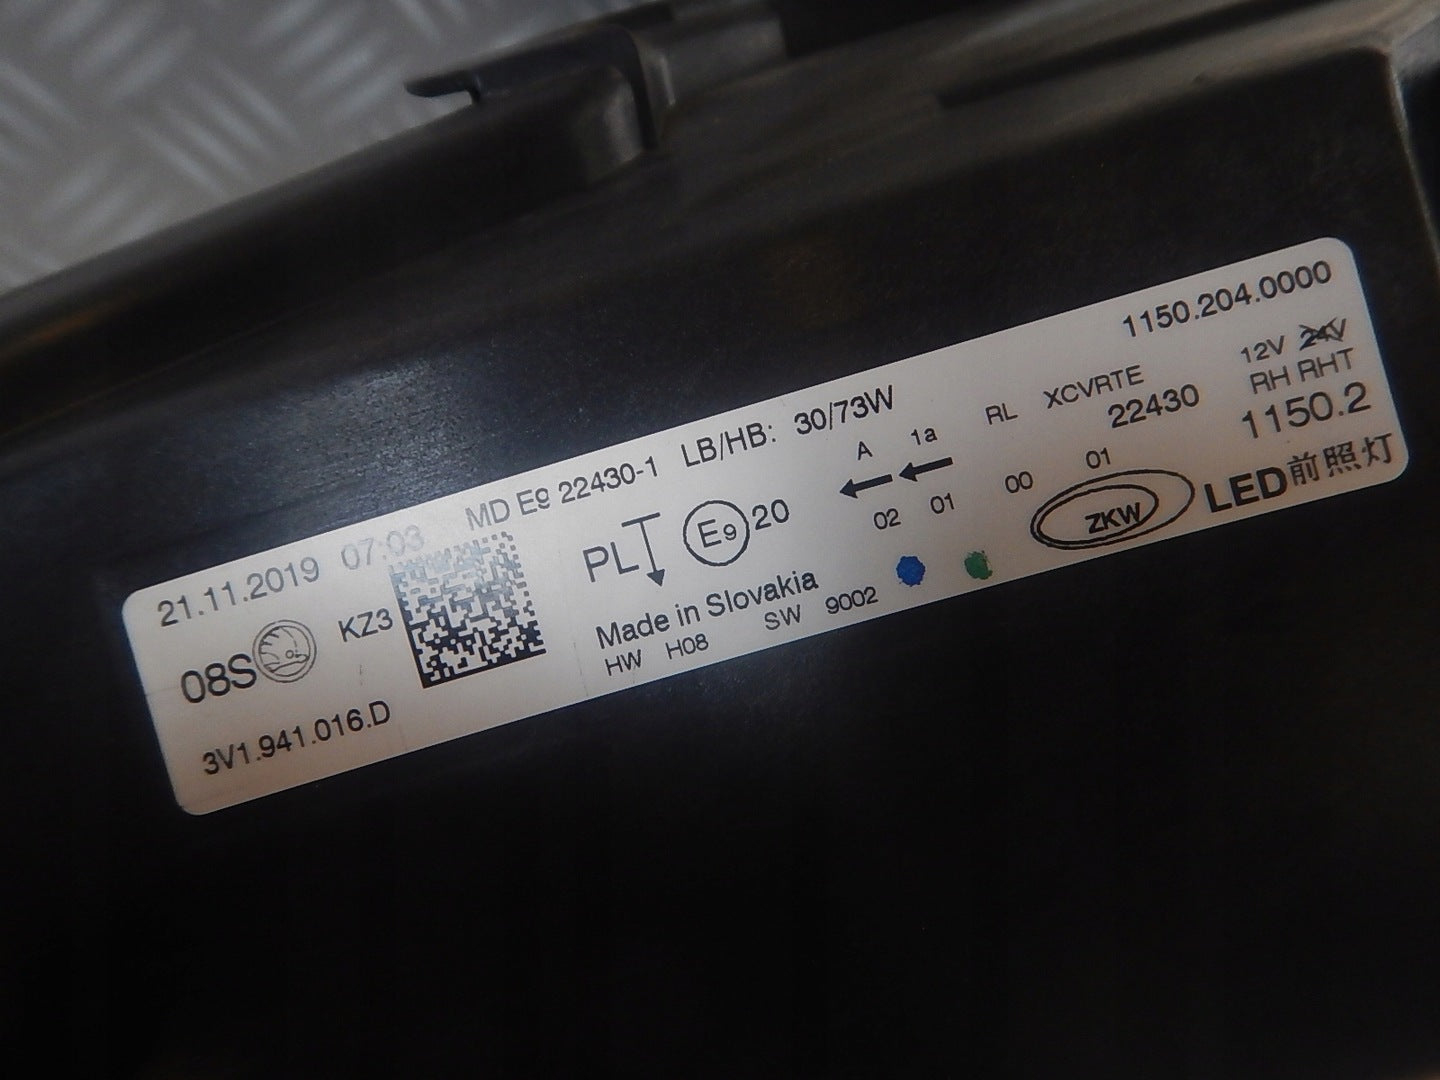 1150.204.0000
21.11.2019 07:03 MD E9 22430-1 LB/HB: 30/73W A 1a RL XCVRTE 12V 24V
22430 RH RHT
08S KZ3 PL E9 20 02 01 00 01 1150.2
ZKW LED前照灯
Made in Slovakia
3V1.941.016.D HW H08 SW 9002